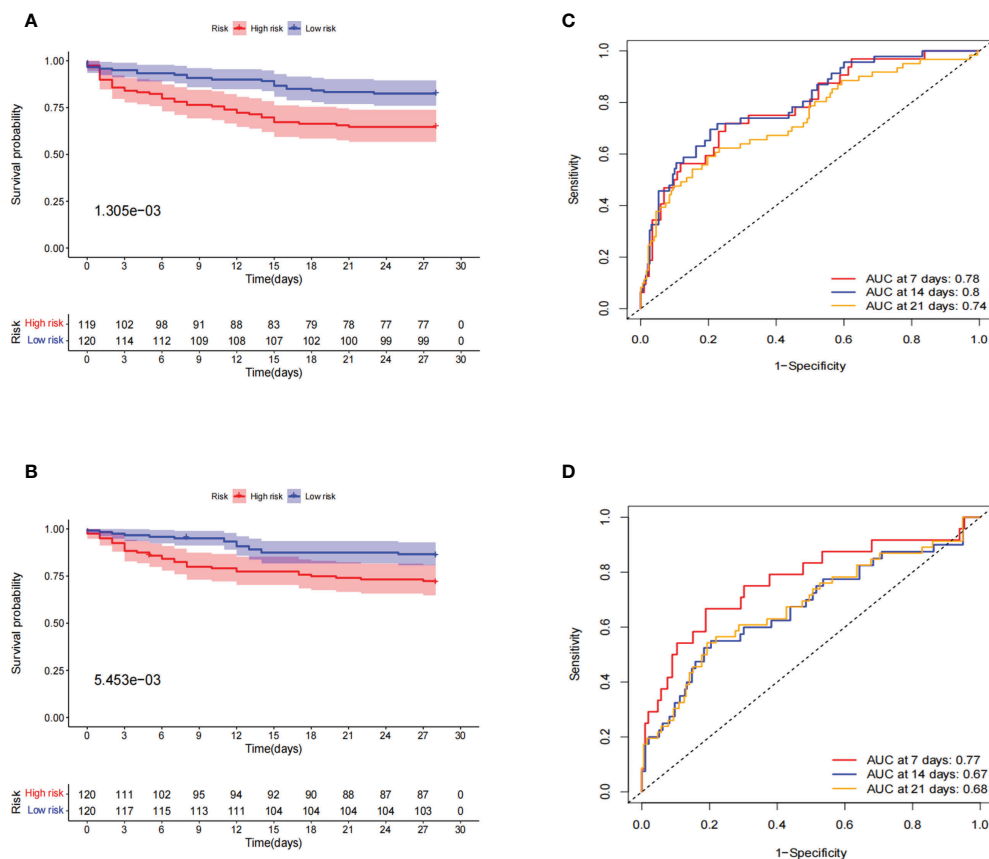 A
Risk High risk Low risk
Survival probability
1.00
0.75
0.50
0.25
0.00
1.305e−03
0 3 6 9 12 15 18 21 24 27 30
Time(days)
Risk
High risk 119 102 98 91 88 83 79 78 77 77 0
Low risk 120 114 112 109 108 107 102 100 99 99 0
0 3 6 9 12 15 18 21 24 27 30
Time(days)
C
Sensitivity
1.0
0.8
0.6
0.4
0.2
0.0
AUC at 7 days: 0.78
AUC at 14 days: 0.8
AUC at 21 days: 0.74
0.0 0.2 0.4 0.6 0.8 1.0
1−Specificity
B
Risk High risk Low risk
Survival probability
1.00
0.75
0.50
0.25
0.00
5.453e−03
0 3 6 9 12 15 18 21 24 27 30
Time(days)
Risk
High risk 120 111 102 95 94 92 90 88 87 87 0
Low risk 120 117 115 113 111 104 104 104 104 103 0
0 3 6 9 12 15 18 21 24 27 30
Time(days)
D
Sensitivity
1.0
0.8
0.6
0.4
0.2
0.0
AUC at 7 days: 0.77
AUC at 14 days: 0.67
AUC at 21 days: 0.68
0.0 0.2 0.4 0.6 0.8 1.0
1−Specificity